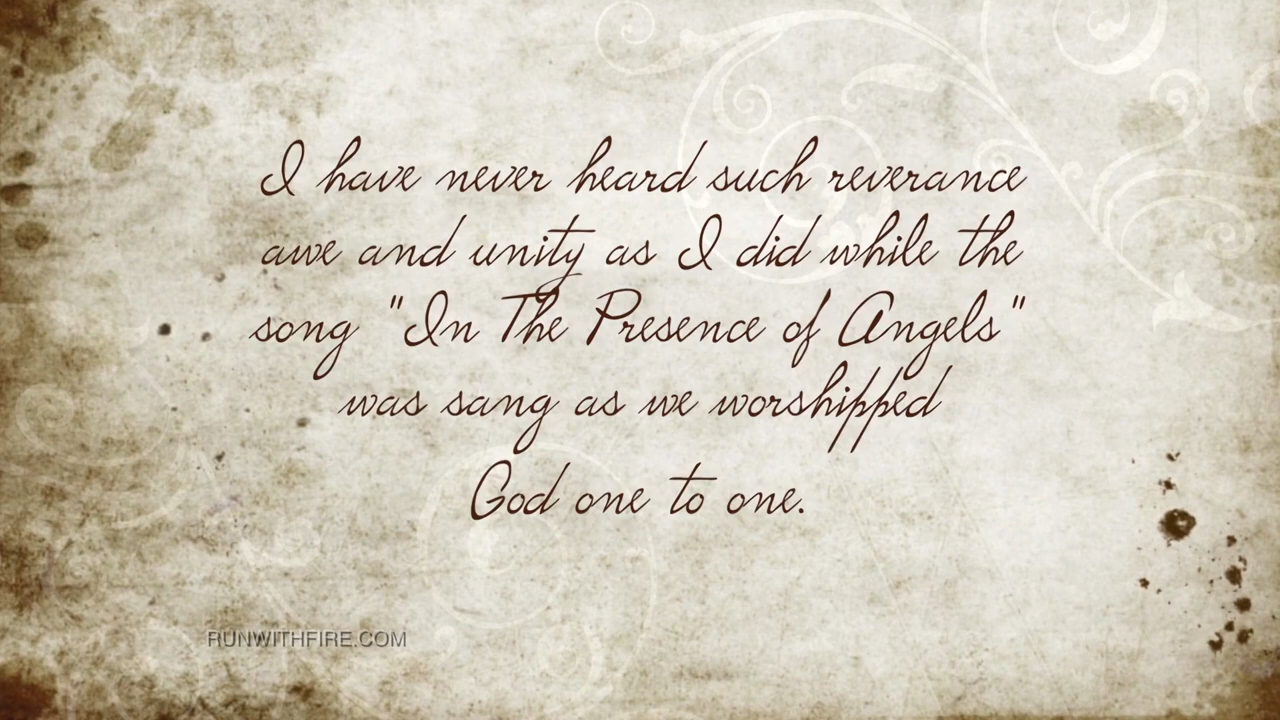 I have never heard such reverance
awe and unity as I did while the
song "In The Presence of Angels"
was sang as we worshipped
God one to one.
RUNWITHFIRE.COM